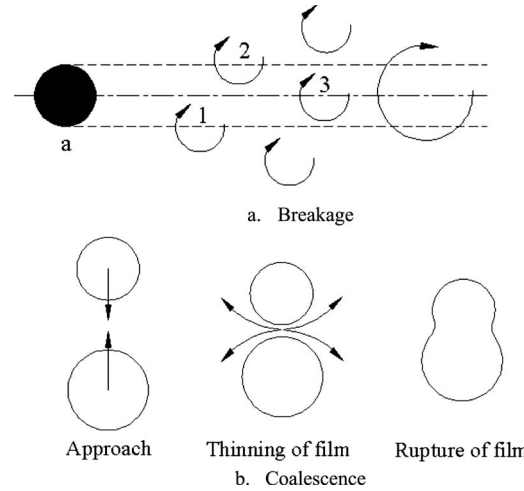 2
3
1
a
a. Breakage
Approach Thinning of film Rupture of film
b. Coalescence